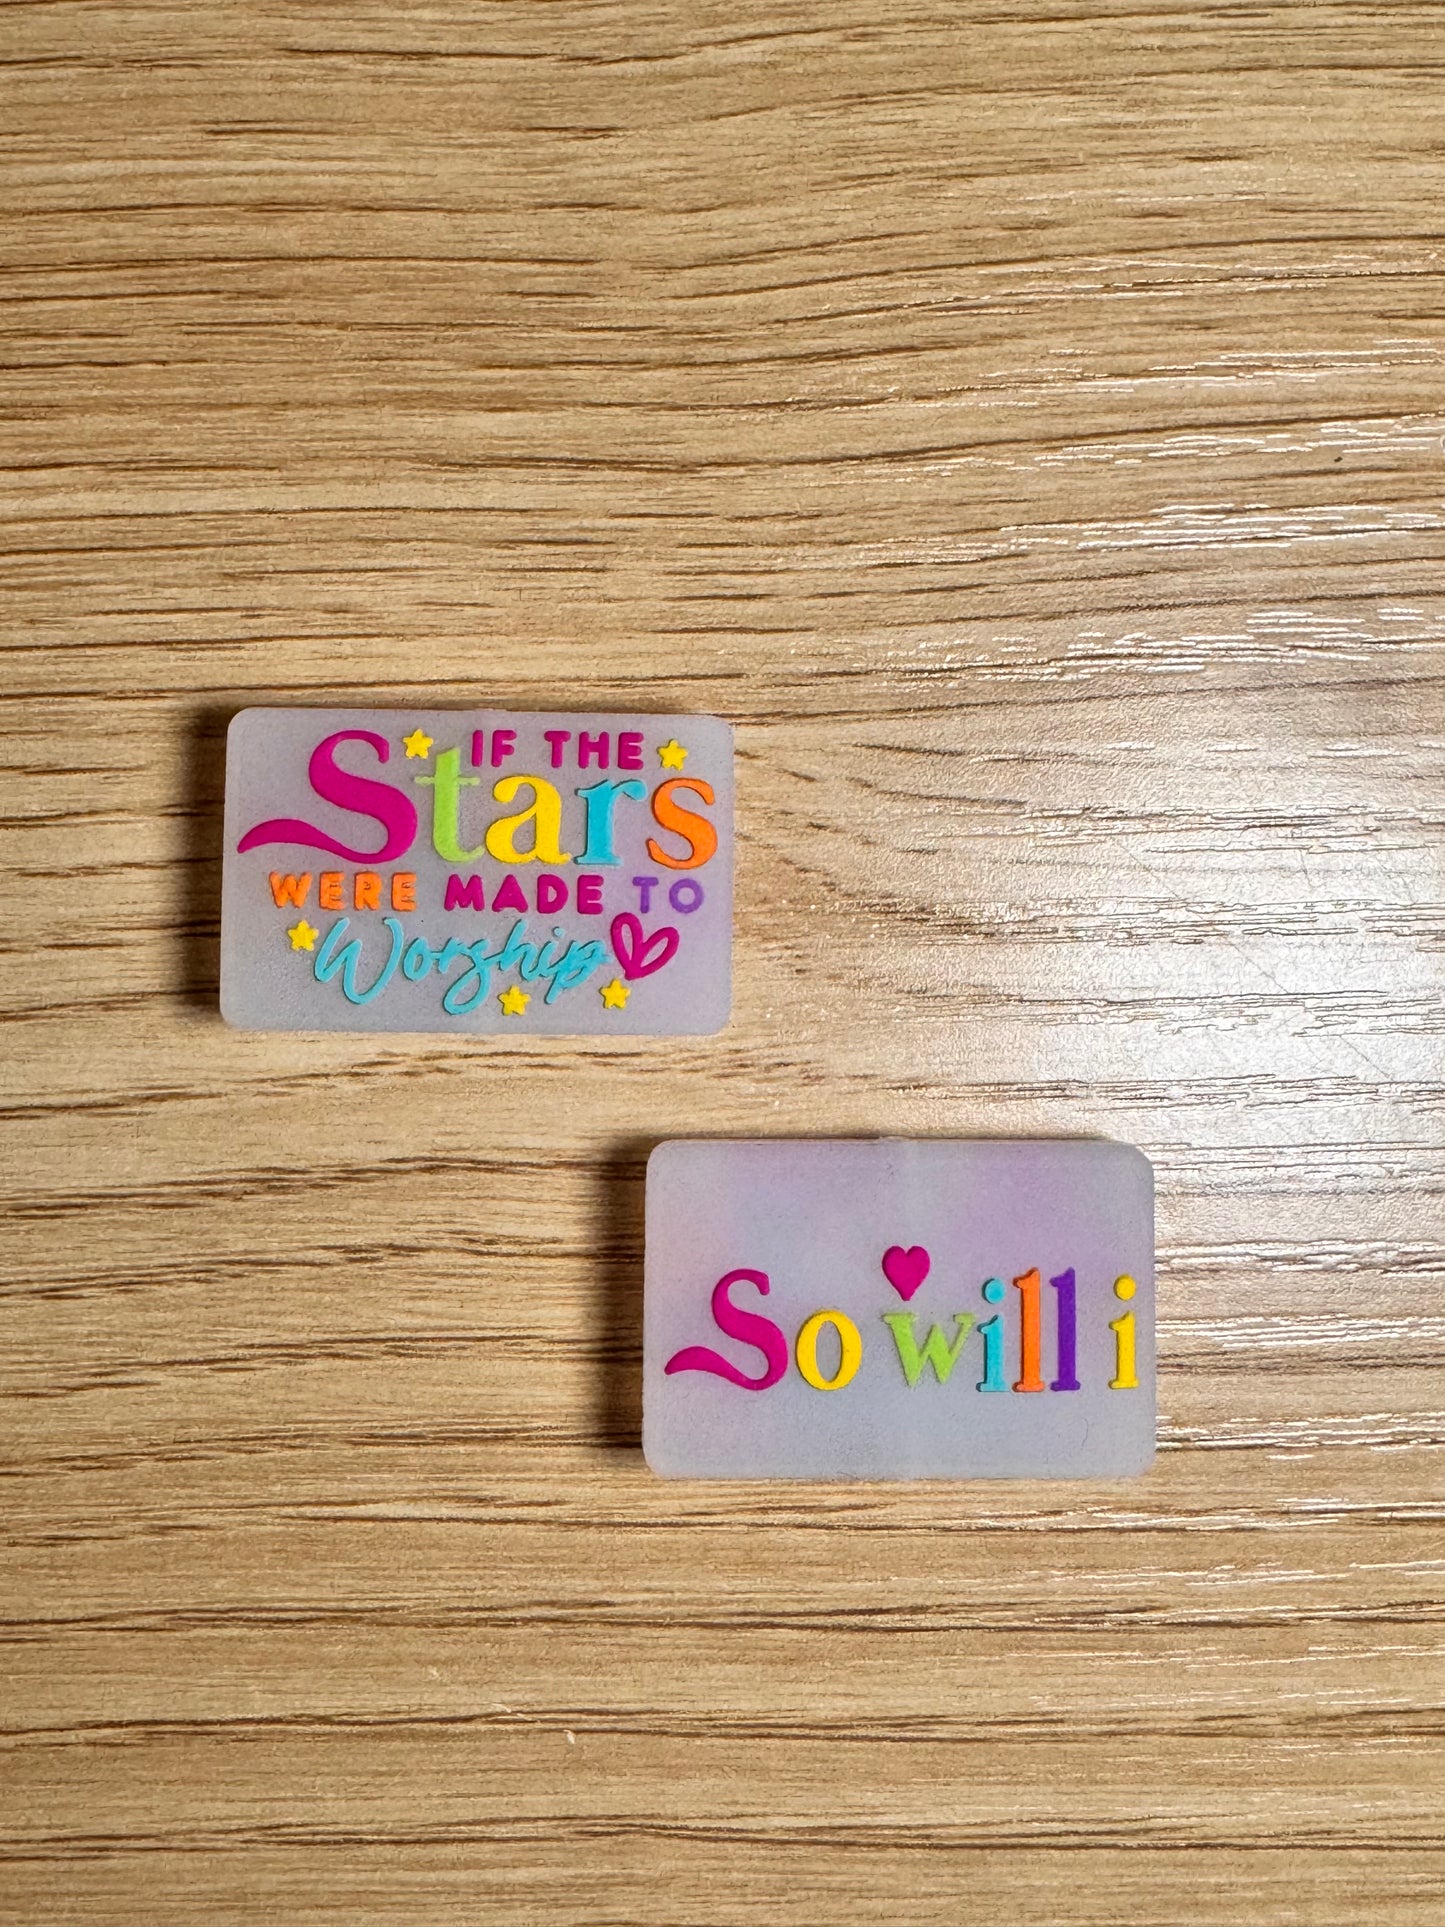 IF THE
Stars
WERE MADE TO
Worship
So will i